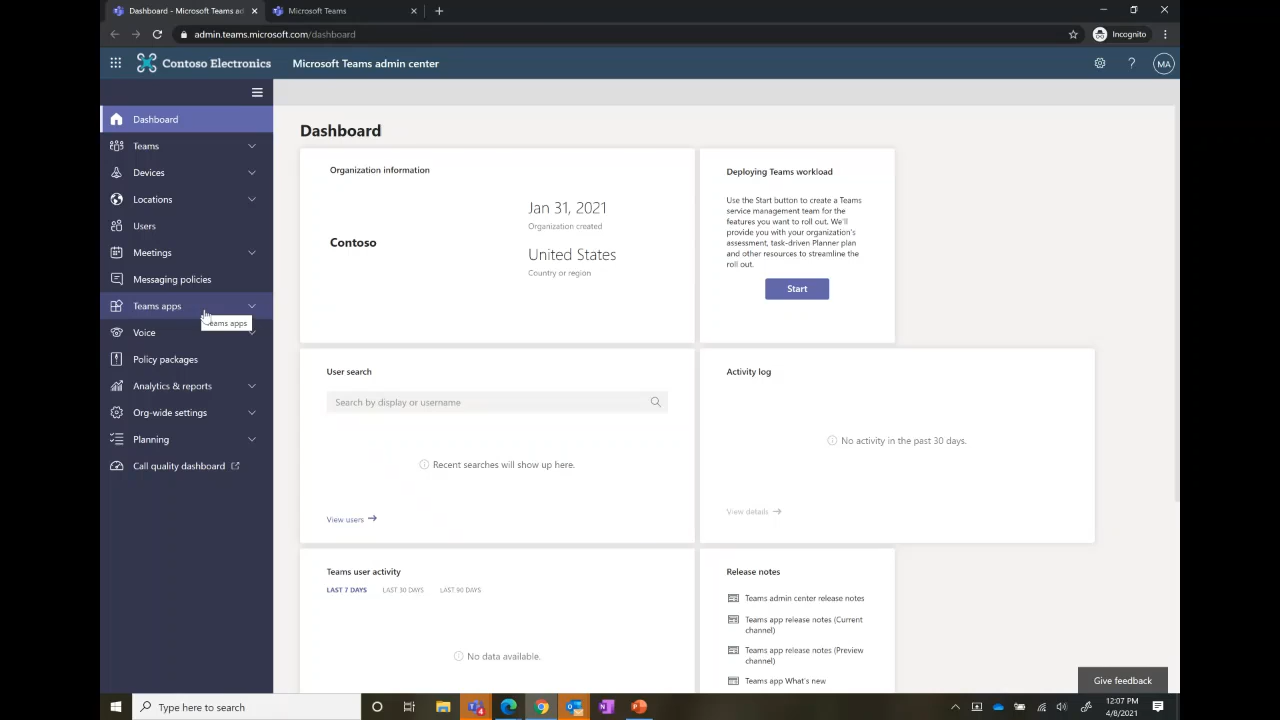 Dashboard - Microsoft Teams ad
Microsoft Teams
admin.teams.microsoft.com/dashboard
Incognito
Contoso Electronics
Microsoft Teams admin center
?
MA
Dashboard
Teams
Devices
Locations
Users
Meetings
Messaging policies
Teams apps
eams apps
Voice
Policy packages
Analytics & reports
Org-wide settings
Planning
Call quality dashboard
Dashboard
Organization information
Contoso
Jan 31, 2021
Organization created
United States
Country or region
Deploying Teams workload
Use the Start button to create a Teams
service management team for the
features you want to roll out. We'll
provide you with your organization's
assessment, task-driven Planner plan
and other resources to streamline the
roll out.
Start
User search
Search by display or username
Recent searches will show up here.
View users
Activity log
No activity in the past 30 days.
View details
Teams user activity
LAST 7 DAYS LAST 30 DAYS LAST 90 DAYS
No data available.
Release notes
Teams admin center release notes
Teams app release notes (Current
channel)
Teams app release notes (Preview
channel)
Teams app What's new
Give feedback
Type here to search
4
12:07 PM
4/8/2021